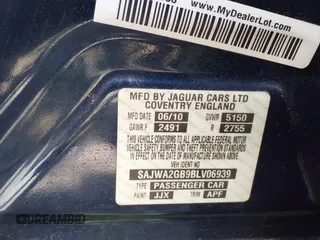 www.
MyDealerLot.com
MFD BY JAGUAR CARS LTD
COVENTRY ENGLAND
MFD DATE 06/10 GVWR 5150
GAWR F 2491 R 2755
THIS VEHICLE CONFORMS TO ALL APPLICABLE FEDERAL MOTOR
VEHICLE SAFETY, BUMPER, AND THEFT PREVENTION
STANDARDS IN EFFECT ON THE DATE OF MANUFACTURE
SHOWN ABOVE
VEH IDENT NO
SAJWA2GB9BLV06939
TYPE PASSENGER CAR
PAINT JJX TRIM APF
DREAMBID